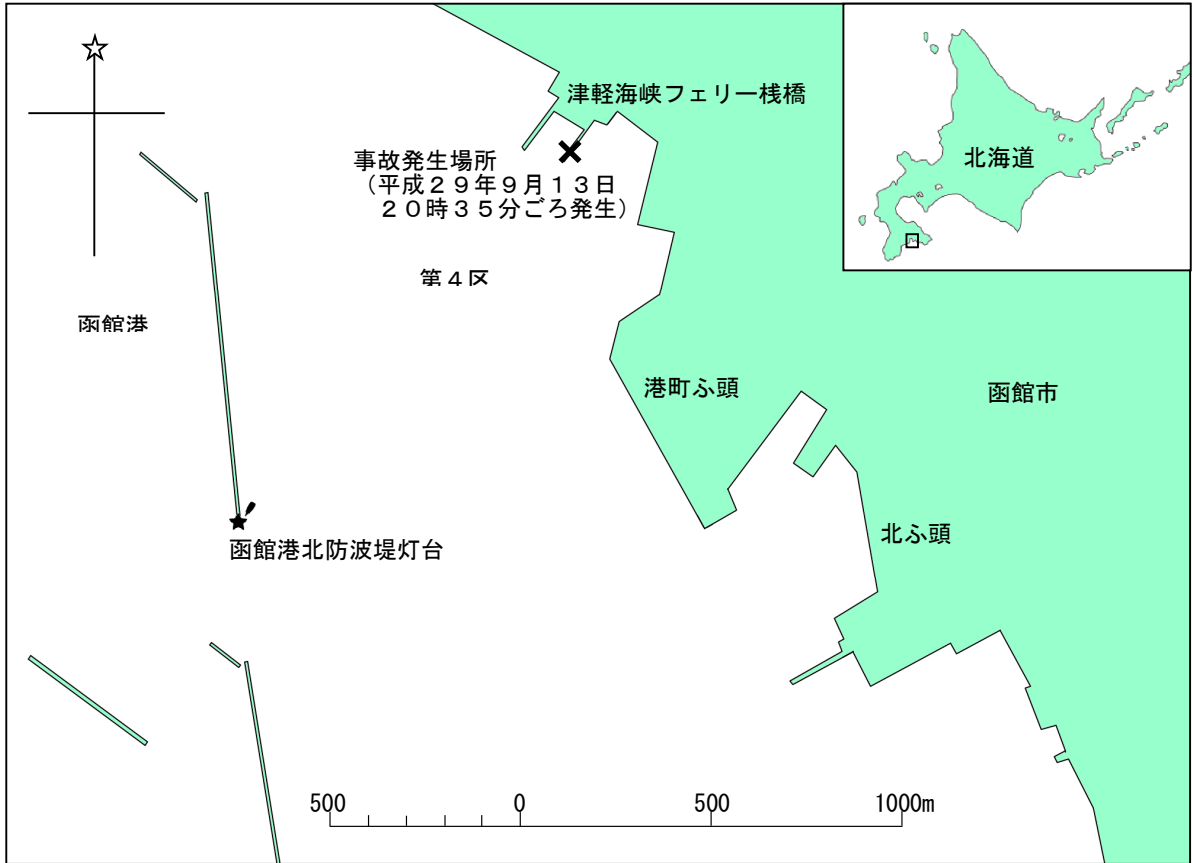 津軽海峡フェリー桟橋
北海道
事故発生場所
（平成２９年９月１３日
２０時３５分ごろ発生）
第４区
函館港
港町ふ頭
函館市
北ふ頭
函館港北防波堤灯台
500 0 500 1000m